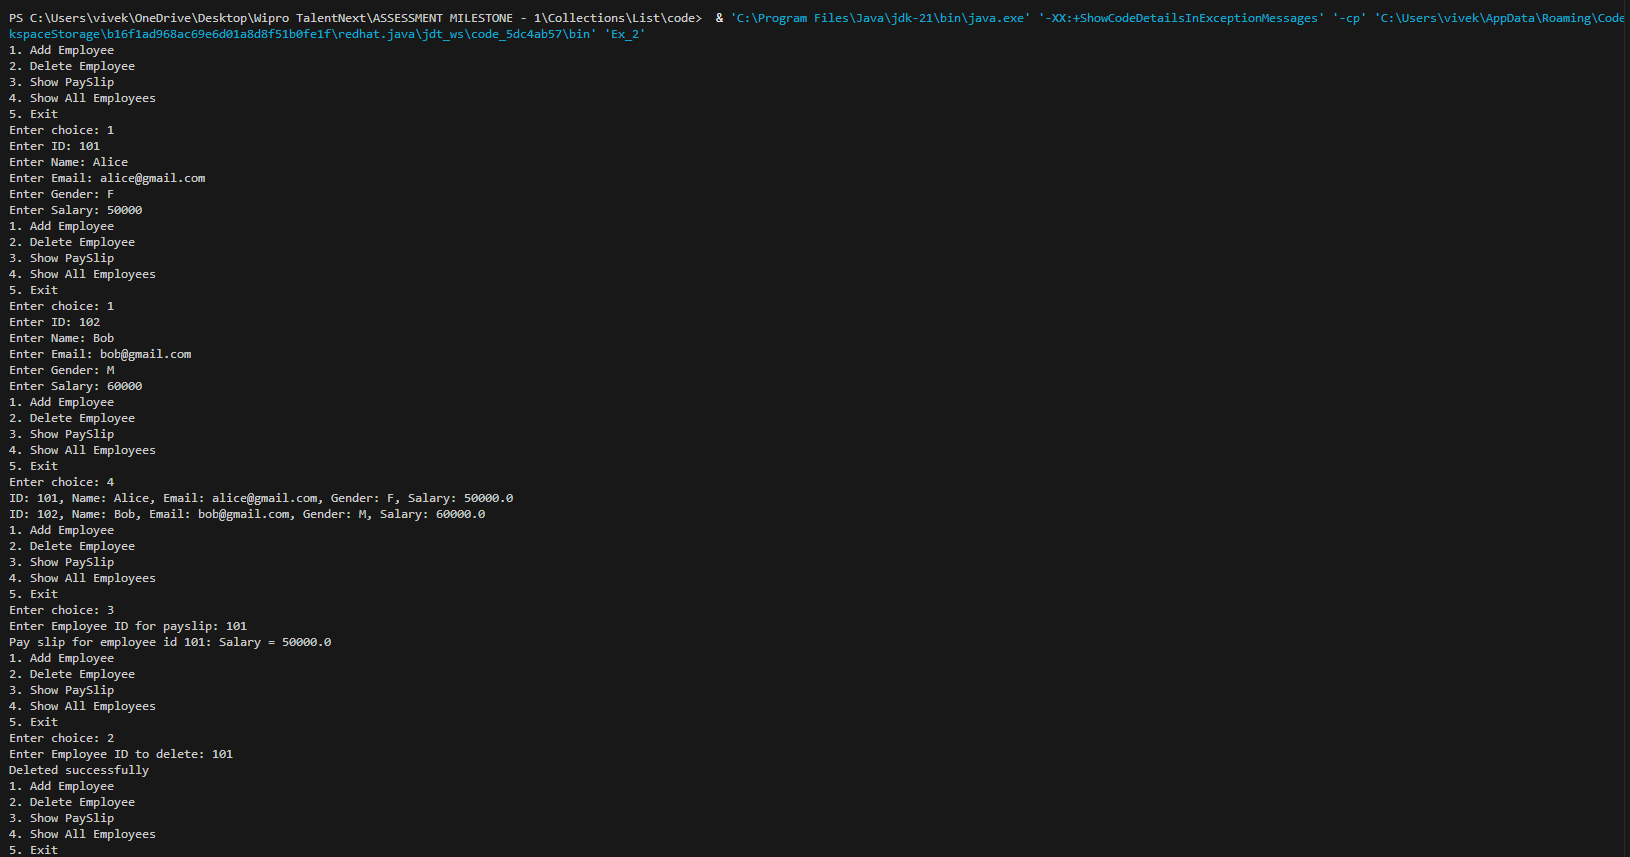 PS C:\Users\vivek\OneDrive\Desktop\Wipro TalentNext\ASSESSMENT MILESTONE - 1\Collections\List\code>  & 'C:\Program Files\Java\jdk-21\bin\java.exe' '-XX:+ShowCodeDetailsInExceptionMessages' '-cp' 'C:\Users\vivek\AppData\Roaming\Code
kspaceStorage\b16f1ad968ac69e6d01a8d8f51b0fe1f\redhat.java\jdt_ws\code_5dc4ab57\bin' 'Ex_2'
1. Add Employee
2. Delete Employee
3. Show PaySlip
4. Show All Employees
5. Exit
Enter choice: 1
Enter ID: 101
Enter Name: Alice
Enter Email: alice@gmail.com
Enter Gender: F
Enter Salary: 50000
1. Add Employee
2. Delete Employee
3. Show PaySlip
4. Show All Employees
5. Exit
Enter choice: 1
Enter ID: 102
Enter Name: Bob
Enter Email: bob@gmail.com
Enter Gender: M
Enter Salary: 60000
1. Add Employee
2. Delete Employee
3. Show PaySlip
4. Show All Employees
5. Exit
Enter choice: 4
ID: 101, Name: Alice, Email: alice@gmail.com, Gender: F, Salary: 50000.0
ID: 102, Name: Bob, Email: bob@gmail.com, Gender: M, Salary: 60000.0
1. Add Employee
2. Delete Employee
3. Show PaySlip
4. Show All Employees
5. Exit
Enter choice: 3
Enter Employee ID for payslip: 101
Pay slip for employee id 101: Salary = 50000.0
1. Add Employee
2. Delete Employee
3. Show PaySlip
4. Show All Employees
5. Exit
Enter choice: 2
Enter Employee ID to delete: 101
Deleted successfully
1. Add Employee
2. Delete Employee
3. Show PaySlip
4. Show All Employees
5. Exit